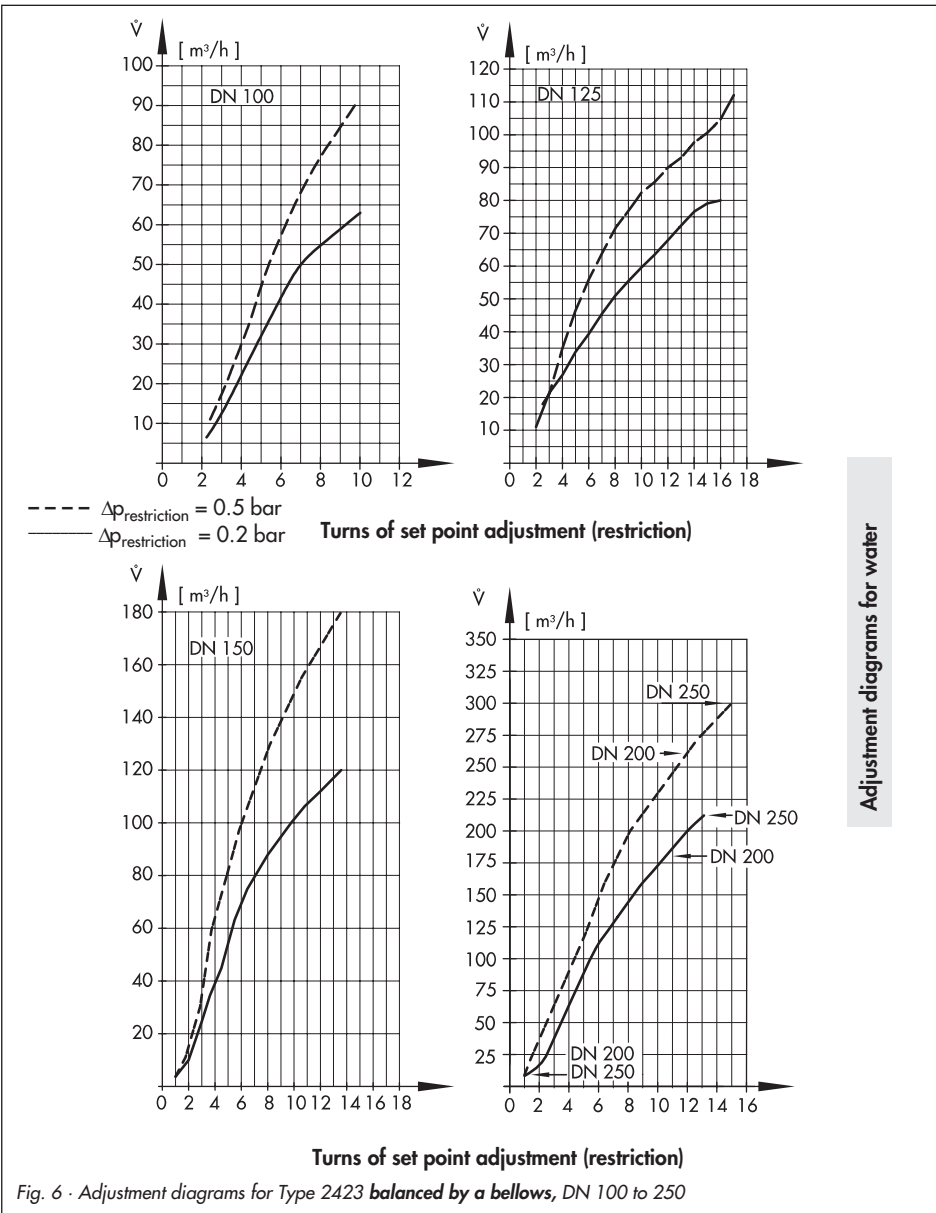 V̇
[ m³/h ]
DN 100
100
90
80
70
60
50
40
30
20
10
0 2 4 6 8 10 12
V̇
[ m³/h ]
DN 125
120
110
100
90
80
70
60
50
40
30
20
10
0 2 4 6 8 10 12 14 16 18
Δp restriction = 0.5 bar
Δp restriction = 0.2 bar
Turns of set point adjustment (restriction)
V̇
[ m³/h ]
DN 150
180
160
140
120
100
80
60
40
20
0 2 4 6 8 10 12 14 16 18
V̇
[ m³/h ]
350
325
300
275
250
225
200
175
150
125
100
75
50
25
DN 250
DN 200
DN 250
DN 200
DN 200
DN 250
0 2 4 6 8 10 12 14 16
Turns of set point adjustment (restriction)
Adjustment diagrams for water
Fig. 6 · Adjustment diagrams for Type 2423 balanced by a bellows, DN 100 to 250